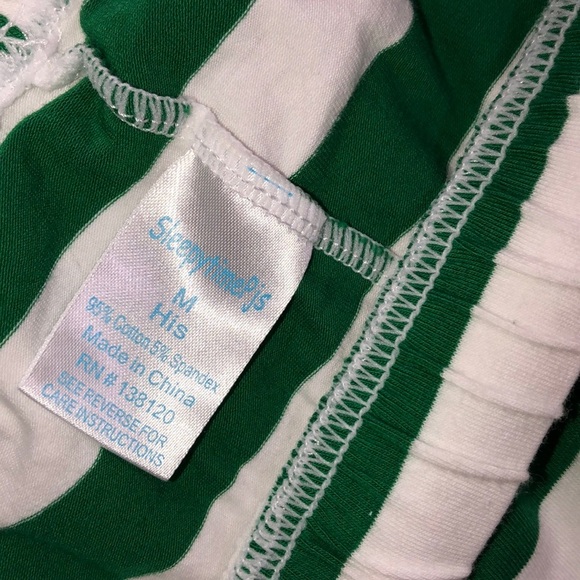 SleepytimePjs
M
His
95% Cotton 5% Spandex
Made in China
RN # 138120
SEE REVERSE FOR
CARE INSTRUCTIONS